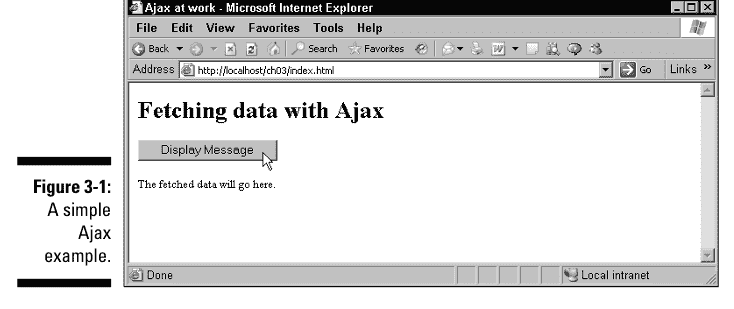 Ajax at work - Microsoft Internet Explorer
File Edit View Favorites Tools Help
Back Search Favorites
Address http://localhost/ch03/index.html Go Links »
Fetching data with Ajax
Display Message
The fetched data will go here.
Figure 3-1:
A simple
Ajax
example.
Done Local intranet